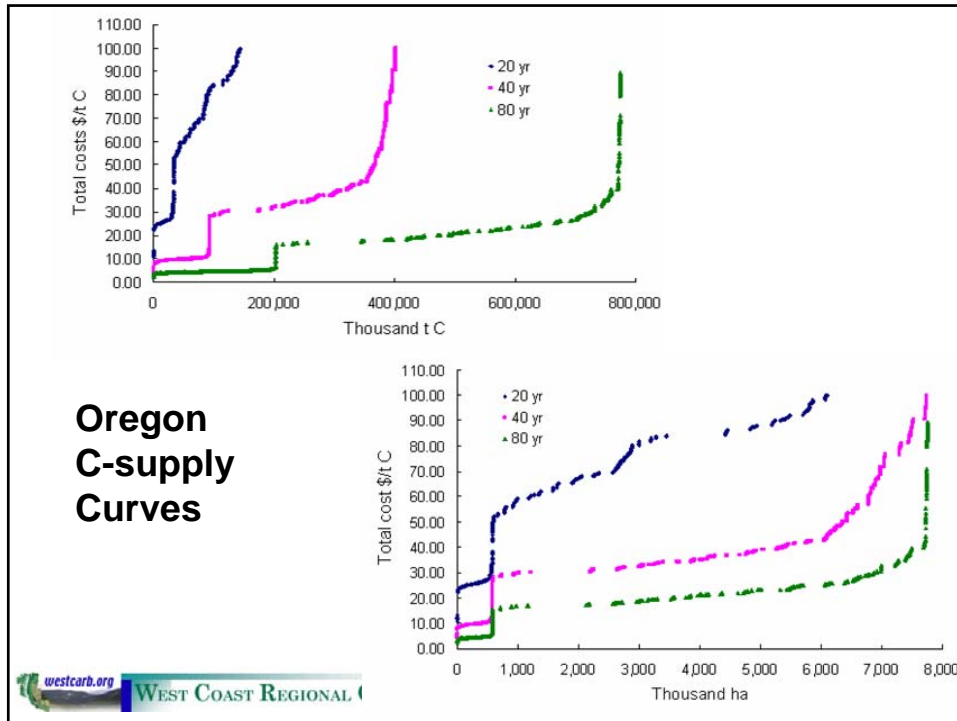 110.00
100.00
90.00
80.00
70.00
60.00
50.00
40.00
30.00
20.00
10.00
0.00
Total costs $/t C
20 yr
40 yr
80 yr
0 200,000 400,000 600,000 800,000
Thousand t C
Oregon
C-supply
Curves
110.00
100.00
90.00
80.00
70.00
60.00
50.00
40.00
30.00
20.00
10.00
0.00
Total cost $/t C
20 yr
40 yr
80 yr
0 1,000 2,000 3,000 4,000 5,000 6,000 7,000 8,000
Thousand ha
westcarb.org
WEST COAST REGIONAL